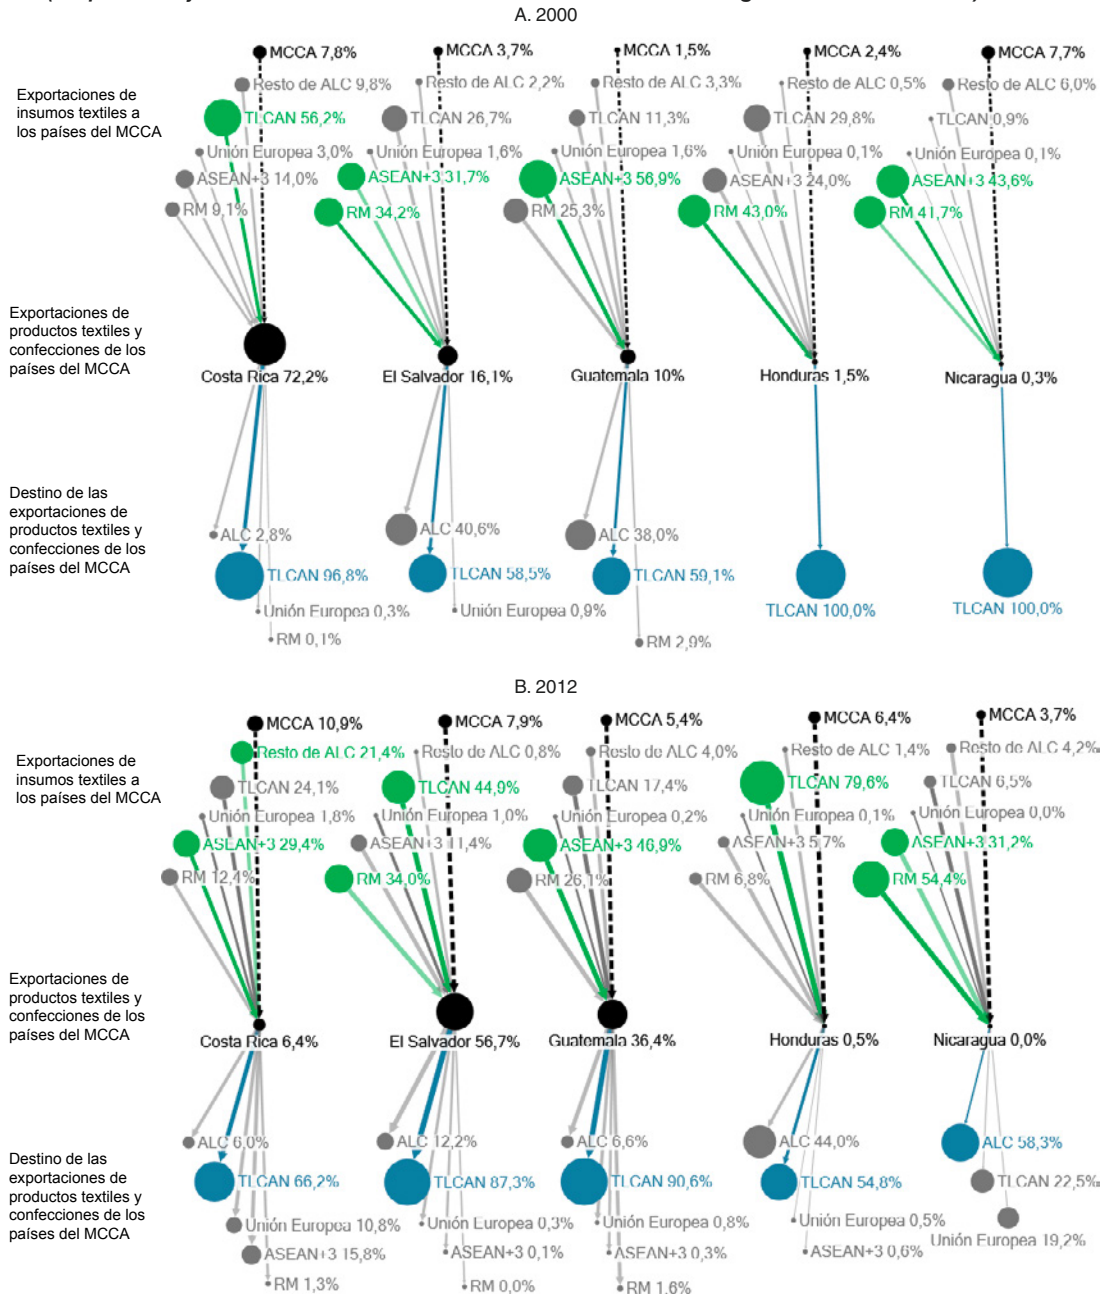 A. 2000
Exportaciones de
insumos textiles a
los países del MCCA
MCCA 7,8%
Resto de ALC 9,8%
TLCAN 56,2%
Unión Europea 3,0%
ASEAN+3 14,0%
RM 9,1%
MCCA 3,7%
Resto de ALC 2,2%
TLCAN 26,7%
Unión Europea 1,6%
ASEAN+3 31,7%
RM 34,2%
MCCA 1,5%
Resto de ALC 3,3%
TLCAN 11,3%
Unión Europea 1,6%
ASEAN+3 56,9%
RM 25,3%
MCCA 2,4%
Resto de ALC 0,5%
TLCAN 29,8%
Unión Europea 0,1%
ASEAN+3 24,0%
RM 43,0%
MCCA 7,7%
Resto de ALC 6,0%
TLCAN 0,9%
Unión Europea 0,1%
ASEAN+3 43,6%
RM 41,7%
Exportaciones de
productos textiles y
confecciones de los
países del MCCA
Costa Rica 72,2%
El Salvador 16,1%
Guatemala 10%
Honduras 1,5%
Nicaragua 0,3%
Destino de las
exportaciones de
productos textiles y
confecciones de los
países del MCCA
ALC 2,8%
TLCAN 96,8%
Unión Europea 0,3%
RM 0,1%
ALC 40,6%
TLCAN 58,5%
Unión Europea 0,9%
ALC 38,0%
TLCAN 59,1%
RM 2,9%
TLCAN 100,0%
TLCAN 100,0%
B. 2012
Exportaciones de
insumos textiles a
los países del MCCA
MCCA 10,9%
Resto de ALC 21,4%
TLCAN 24,1%
Unión Europea 1,8%
ASEAN+3 29,4%
RM 12,4%
MCCA 7,9%
Resto de ALC 0,8%
TLCAN 44,9%
Unión Europea 1,0%
ASEAN+3 11,4%
RM 34,0%
MCCA 5,4%
Resto de ALC 4,0%
TLCAN 17,4%
Unión Europea 0,2%
ASEAN+3 46,9%
RM 26,1%
MCCA 6,4%
Resto de ALC 1,4%
TLCAN 79,6%
Unión Europea 0,1%
ASEAN+3 5,7%
RM 6,8%
MCCA 3,7%
Resto de ALC 4,2%
TLCAN 6,5%
Unión Europea 0,0%
ASEAN+3 31,2%
RM 54,4%
Exportaciones de
productos textiles y
confecciones de los
países del MCCA
Costa Rica 6,4%
El Salvador 56,7%
Guatemala 36,4%
Honduras 0,5%
Nicaragua 0,0%
Destino de las
exportaciones de
productos textiles y
confecciones de los
países del MCCA
ALC 6,0%
TLCAN 66,2%
Unión Europea 10,8%
ASEAN+3 15,8%
RM 1,3%
ALC 12,2%
TLCAN 87,3%
Unión Europea 0,3%
ASEAN+3 0,1%
RM 0,0%
ALC 6,6%
TLCAN 90,6%
Unión Europea 0,8%
ASEAN+3 0,3%
RM 1,6%
ALC 44,0%
TLCAN 54,8%
Unión Europea 0,5%
ASEAN+3 0,6%
ALC 58,3%
TLCAN 22,5%
Unión Europea 19,2%